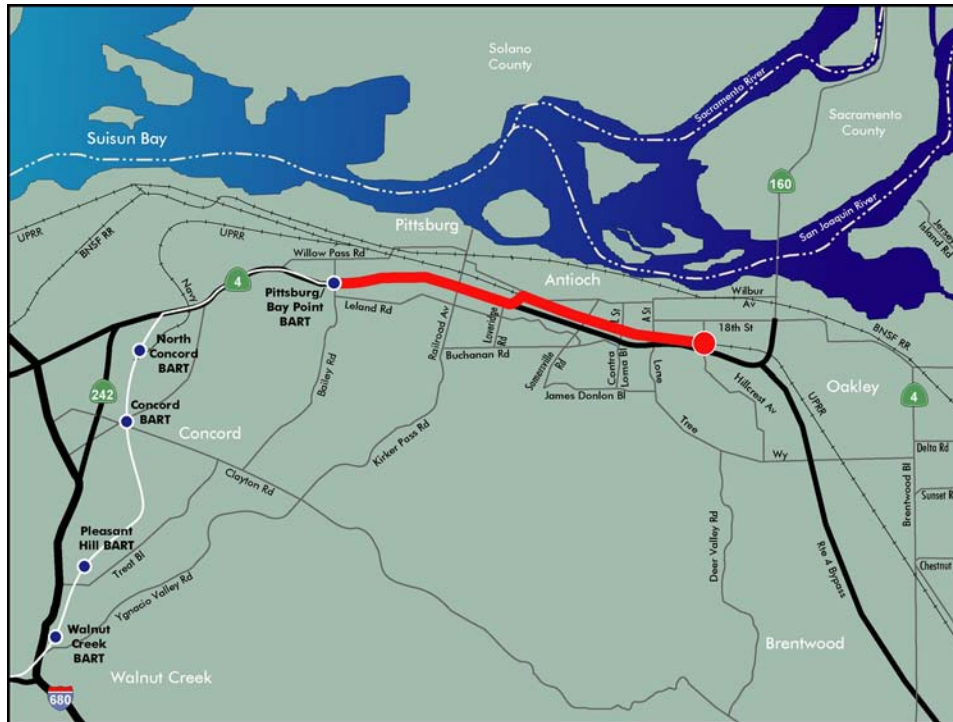 Solano
County
Sacramento River
Sacramento
County
Suisun Bay
160
San Joaquin River
Jersey
Island Rd
Pittsburg
UPRR
BNSF RR
UPRR
Willow Pass Rd
Antioch
Navy
4
Pittsburg/
Bay Point
BART
Leland Rd
Wilbur
Av
L St
A St
18th St
BNSF RR
Railroad Av
Loveridge
Rd
Buchanan Rd
Somersville
Rd
Contra
Loma Bl
Lone
North
Concord
BART
Bailey Rd
James Donlon Bl
Hillcrest Av
UPRR
Oakley
4
242
Concord
BART
Concord
Kirker Pass Rd
Tree
Wy
Delta Rd
Clayton Rd
Brentwood Bl
Sunset R
Deer Valley Rd
Rte 4 Bypass
Pleasant
Hill BART
Treat Bl
Ygnacio Valley Rd
Chestnut
Walnut
Creek
BART
Brentwood
Walnut Creek
680